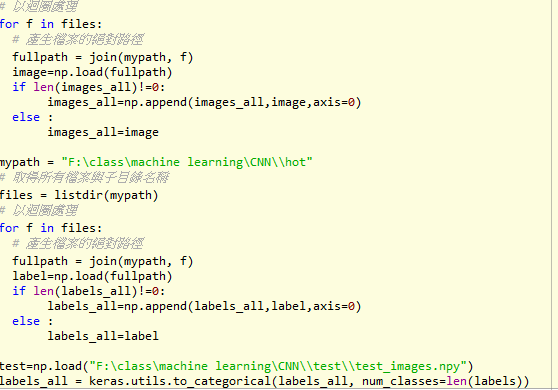 # 以迴圈處理
for f in files:
# 產生檔案的絕對路徑
fullpath = join(mypath, f)
image=np.load(fullpath)
if len(images_all)!=0:
images_all=np.append(images_all,image,axis=0)
else :
images_all=image
mypath = "F:\class\machine learning\CNN\\hot"
# 取得所有檔案與子目錄名稱
files = listdir(mypath)
# 以迴圈處理
for f in files:
# 產生檔案的絕對路徑
fullpath = join(mypath, f)
label=np.load(fullpath)
if len(labels_all)!=0:
labels_all=np.append(labels_all,label,axis=0)
else :
labels_all=label
test=np.load("F:\class\machine learning\CNN\\test\\test_images.npy")
labels_all = keras.utils.to_categorical(labels_all, num_classes=len(labels))